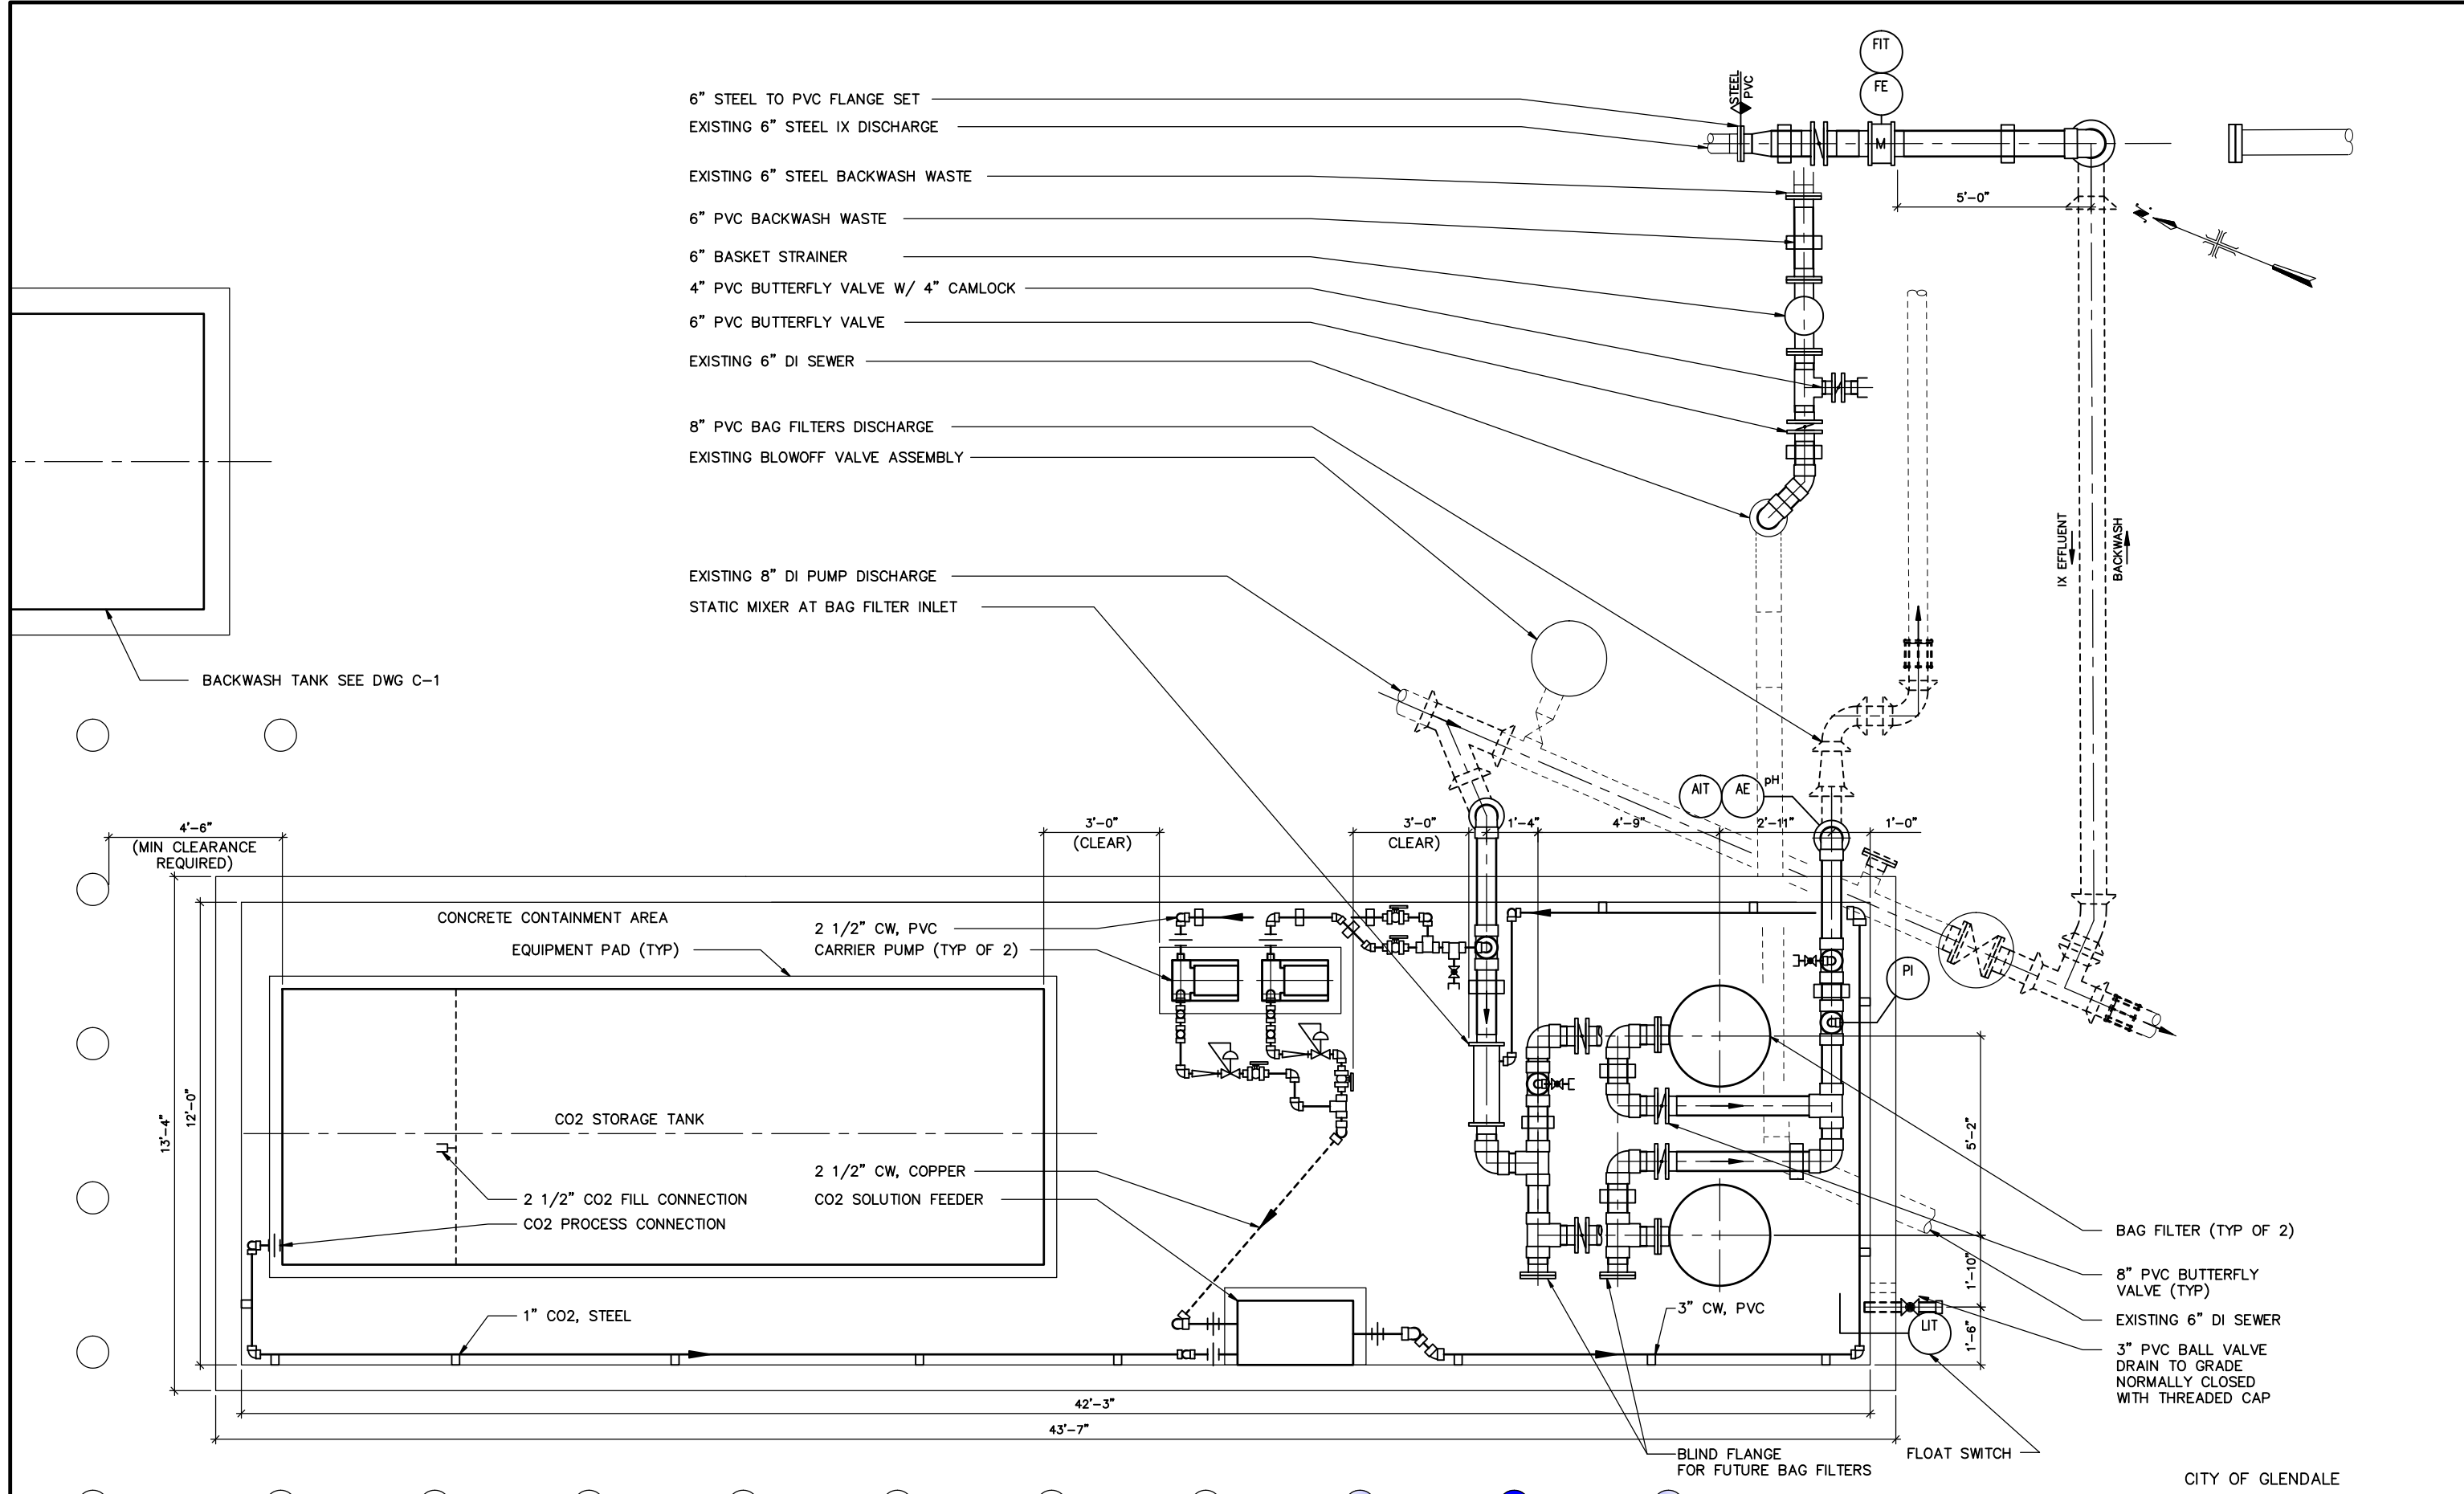 FIT
FE
STEEL
PVC
M
6” STEEL TO PVC FLANGE SET
EXISTING 6” STEEL IX DISCHARGE
EXISTING 6” STEEL BACKWASH WASTE
5'-0"
6” PVC BACKWASH WASTE
6” BASKET STRAINER
4” PVC BUTTERFLY VALVE W/ 4” CAMLOCK
6” PVC BUTTERFLY VALVE
EXISTING 6” DI SEWER
8” PVC BAG FILTERS DISCHARGE
EXISTING BLOWOFF VALVE ASSEMBLY
IX EFFLUENT
BACKWASH
EXISTING 8” DI PUMP DISCHARGE
STATIC MIXER AT BAG FILTER INLET
BACKWASH TANK SEE DWG C-1
AIT
AE
pH
4'-6"
(MIN CLEARANCE
REQUIRED)
3'-0"
(CLEAR)
3'-0"
CLEAR)
1'-4"
4'-9"
2'-11"
1'-0"
CONCRETE CONTAINMENT AREA
2 1/2” CW, PVC
EQUIPMENT PAD (TYP)
CARRIER PUMP (TYP OF 2)
PI
13'-4"
12'-0"
CO2 STORAGE TANK
5'-2"
2 1/2” CW, COPPER
2 1/2” CO2 FILL CONNECTION
CO2 SOLUTION FEEDER
CO2 PROCESS CONNECTION
BAG FILTER (TYP OF 2)
1'-10"
8” PVC BUTTERFLY
VALVE (TYP)
1” CO2, STEEL
3” CW, PVC
EXISTING 6” DI SEWER
LIT
1'-6"
3” PVC BALL VALVE
DRAIN TO GRADE
NORMALLY CLOSED
WITH THREADED CAP
42'-3"
43'-7"
BLIND FLANGE
FOR FUTURE BAG FILTERS
FLOAT SWITCH
CITY OF GLENDALE